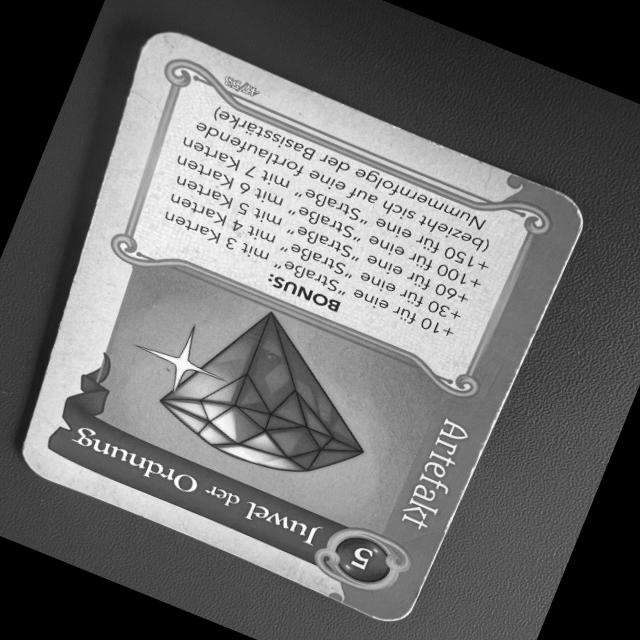 5
Juwel der Ordnung
Artefakt
BONUS:
+10 für eine "Straße" mit 3 Karten
+30 für eine "Straße" mit 4 Karten
+60 für eine "Straße" mit 5 Karten
+100 für eine "Straße" mit 6 Karten
+150 für eine "Straße" mit 7 Karten
(bezieht sich auf eine fortlaufende
Nummernfolge der Basisstärke)